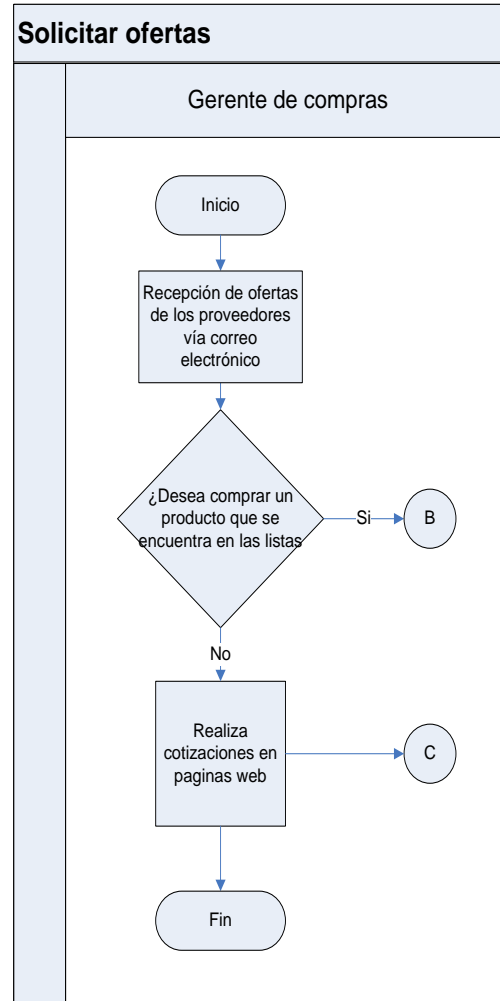 Solicitar ofertas
Gerente de compras
Inicio
Recepción de ofertas
de los proveedores
vía correo
electrónico
¿Desea comprar un
producto que se
encuentra en las listas
Si
B
No
Realiza
cotizaciones en
paginas web
C
Fin